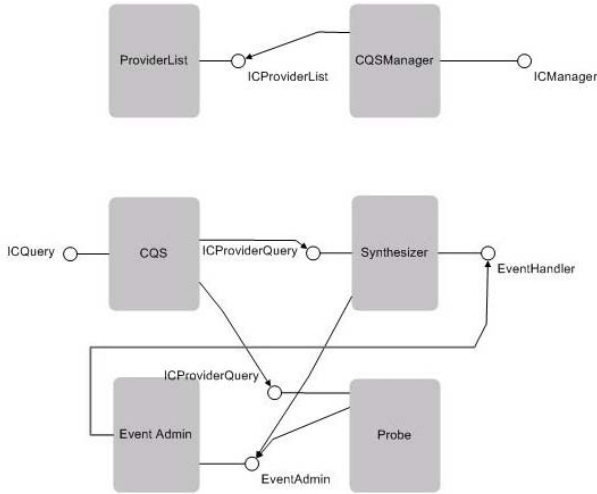 ProviderList
CQSManager
ICProviderList
ICManager
ICQuery
CQS
ICProviderQuery
Synthesizer
EventHandler
ICProviderQuery
Event Admin
Probe
EventAdmin